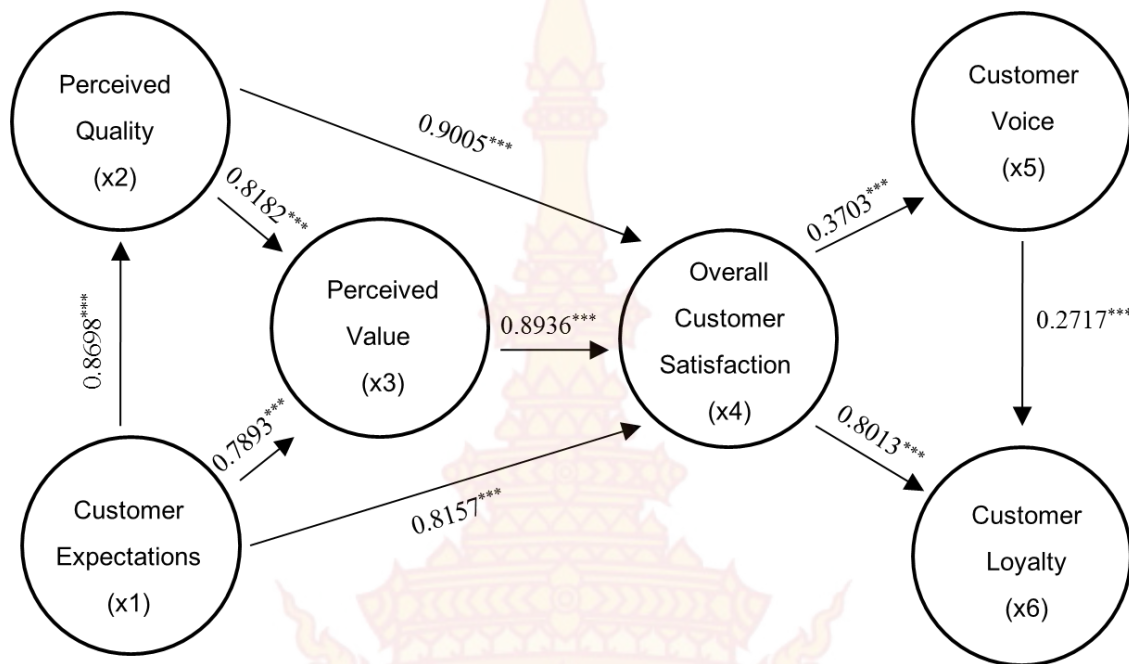 Perceived
Quality
(x2)
0.9005***
Customer
Voice
(x5)
0.8182***
0.3703***
Perceived
Value
(x3)
0.8936***
Overall
Customer
Satisfaction
(x4)
0.2717***
0.8698***
0.7893***
0.8013***
0.8157***
Customer
Expectations
(x1)
Customer
Loyalty
(x6)